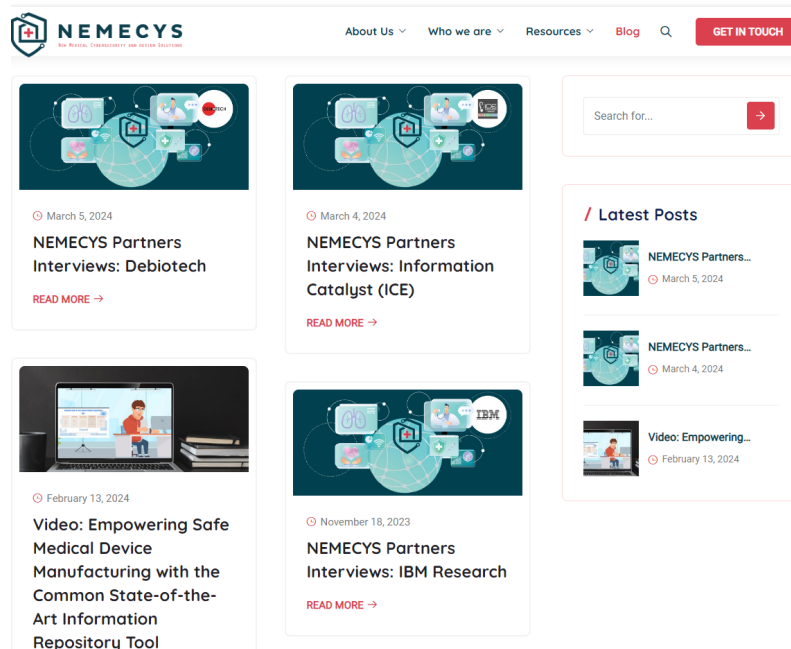 NEMECYS
New Medical Cybersecurity and Design Solutions
About Us
Who we are
Resources
Blog
GET IN TOUCH
March 5, 2024
NEMECYS Partners
Interviews: Debiotech
READ MORE
February 13, 2024
Video: Empowering Safe
Medical Device
Manufacturing with the
Common State-of-the-
Art Information
Repository Tool
IBM
March 4, 2024
NEMECYS Partners
Interviews: Information
Catalyst (ICE)
READ MORE
November 18, 2023
NEMECYS Partners
Interviews: IBM Research
READ MORE
Search for...
/ Latest Posts
NEMECYS Partners...
March 5, 2024
NEMECYS Partners...
March 4, 2024
Video: Empowering...
February 13, 2024